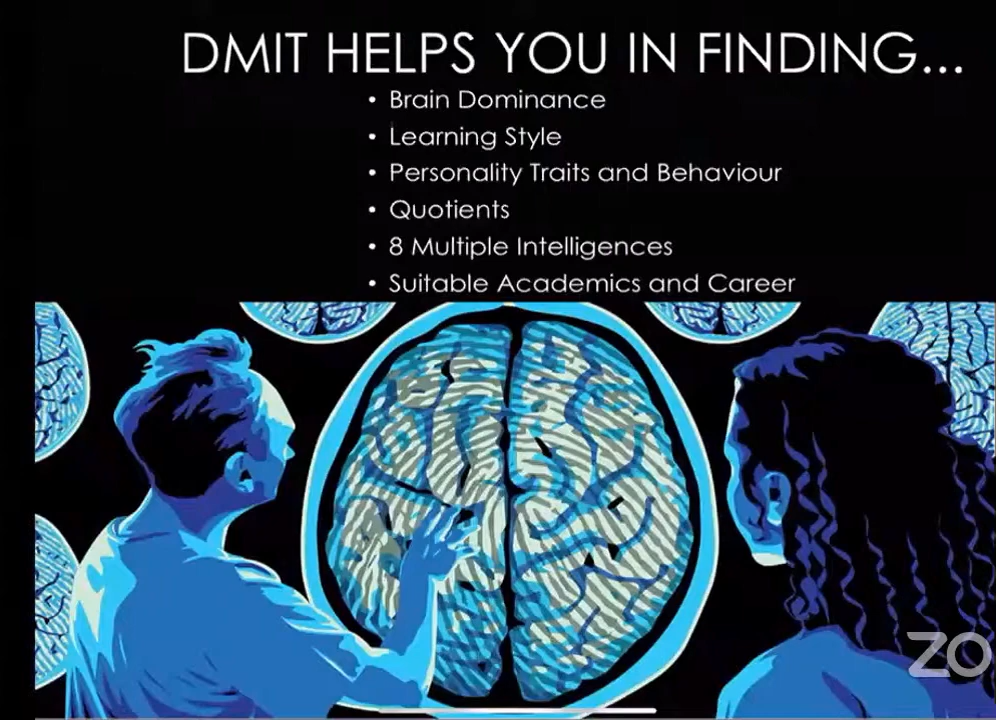 DMIT HELPS YOU IN FINDING...
• Brain Dominance
• Learning Style
• Personality Traits and Behaviour
• Quotients
• 8 Multiple Intelligences
• Suitable Academics and Career
ZO